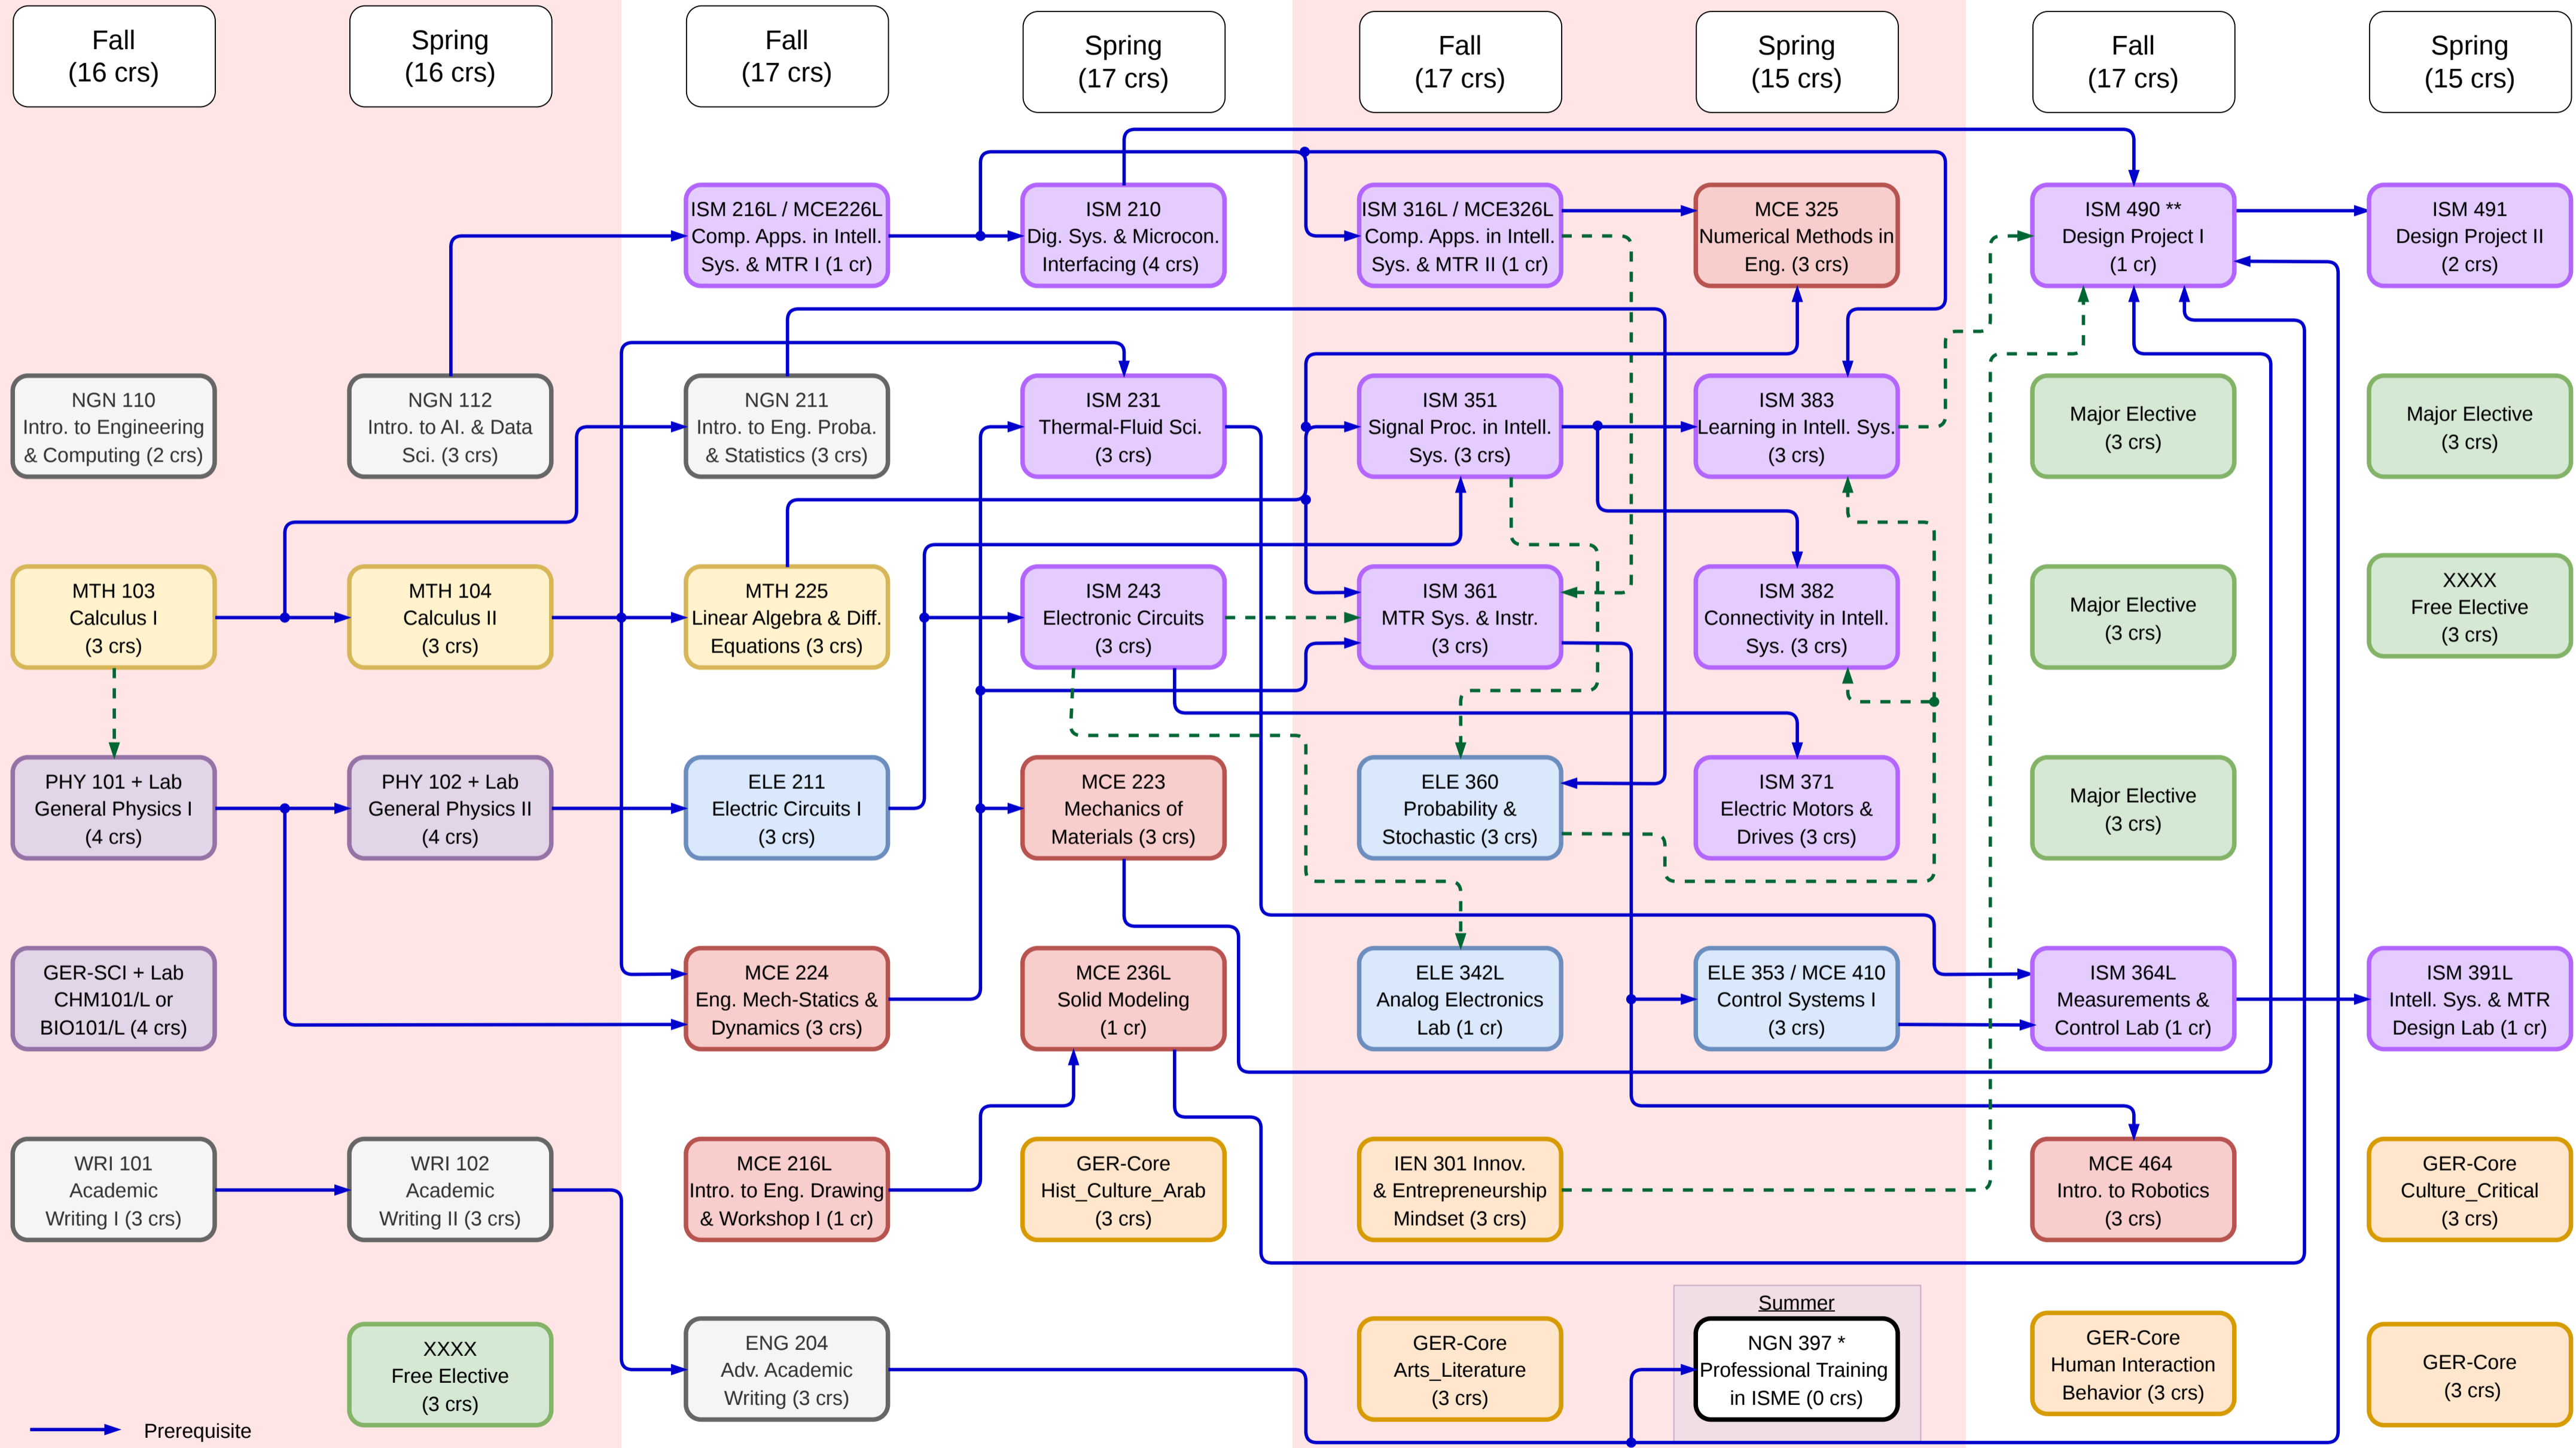 Fall
(16 crs)
Spring
(16 crs)
Fall
(17 crs)
Spring
(17 crs)
Fall
(17 crs)
Spring
(15 crs)
Fall
(17 crs)
Spring
(15 crs)
ISM 216L / MCE226L
Comp. Apps. in Intell.
Sys. & MTR I (1 cr)
ISM 210
Dig. Sys. & Microcon.
Interfacing (4 crs)
ISM 316L / MCE326L
Comp. Apps. in Intell.
Sys. & MTR II (1 cr)
MCE 325
Numerical Methods in
Eng. (3 crs)
ISM 490 **
Design Project I
(1 cr)
ISM 491
Design Project II
(2 crs)
NGN 110
Intro. to Engineering
& Computing (2 crs)
NGN 112
Intro. to AI. & Data
Sci. (3 crs)
NGN 211
Intro. to Eng. Proba.
& Statistics (3 crs)
ISM 231
Thermal-Fluid Sci.
(3 crs)
ISM 351
Signal Proc. in Intell.
Sys. (3 crs)
ISM 383
Learning in Intell. Sys.
(3 crs)
Major Elective
(3 crs)
Major Elective
(3 crs)
MTH 103
Calculus I
(3 crs)
MTH 104
Calculus II
(3 crs)
MTH 225
Linear Algebra & Diff.
Equations (3 crs)
ISM 243
Electronic Circuits
(3 crs)
ISM 361
MTR Sys. & Instr.
(3 crs)
ISM 382
Connectivity in Intell.
Sys. (3 crs)
Major Elective
(3 crs)
XXXX
Free Elective
(3 crs)
PHY 101 + Lab
General Physics I
(4 crs)
PHY 102 + Lab
General Physics II
(4 crs)
ELE 211
Electric Circuits I
(3 crs)
MCE 223
Mechanics of
Materials (3 crs)
ELE 360
Probability &
Stochastic (3 crs)
ISM 371
Electric Motors &
Drives (3 crs)
Major Elective
(3 crs)
GER-SCI + Lab
CHM101/L or
BIO101/L (4 crs)
MCE 224
Eng. Mech-Statics &
Dynamics (3 crs)
MCE 236L
Solid Modeling
(1 cr)
ELE 342L
Analog Electronics
Lab (1 cr)
ELE 353 / MCE 410
Control Systems I
(3 crs)
ISM 364L
Measurements &
Control Lab (1 cr)
ISM 391L
Intell. Sys. & MTR
Design Lab (1 cr)
WRI 101
Academic
Writing I (3 crs)
WRI 102
Academic
Writing II (3 crs)
MCE 216L
Intro. to Eng. Drawing
& Workshop I (1 cr)
GER-Core
Hist_Culture_Arab
(3 crs)
IEN 301 Innov.
& Entrepreneurship
Mindset (3 crs)
MCE 464
Intro. to Robotics
(3 crs)
GER-Core
Culture_Critical
(3 crs)
XXXX
Free Elective
(3 crs)
ENG 204
Adv. Academic
Writing (3 crs)
GER-Core
Arts_Literature
(3 crs)
Summer
NGN 397 *
Professional Training
in ISME (0 crs)
GER-Core
Human Interaction
Behavior (3 crs)
GER-Core
(3 crs)
Prerequisite